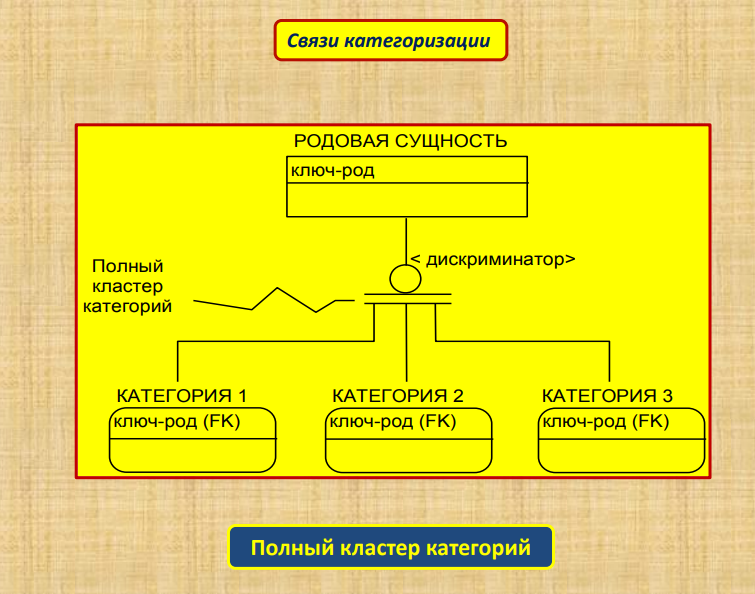 Связи категоризации
РОДОВАЯ СУЩНОСТЬ
ключ-род
< дискриминатор>
Полный
кластер
категорий
КАТЕГОРИЯ 1
ключ-род (FK)
КАТЕГОРИЯ 2
ключ-род (FK)
КАТЕГОРИЯ 3
ключ-род (FK)
Полный кластер категорий